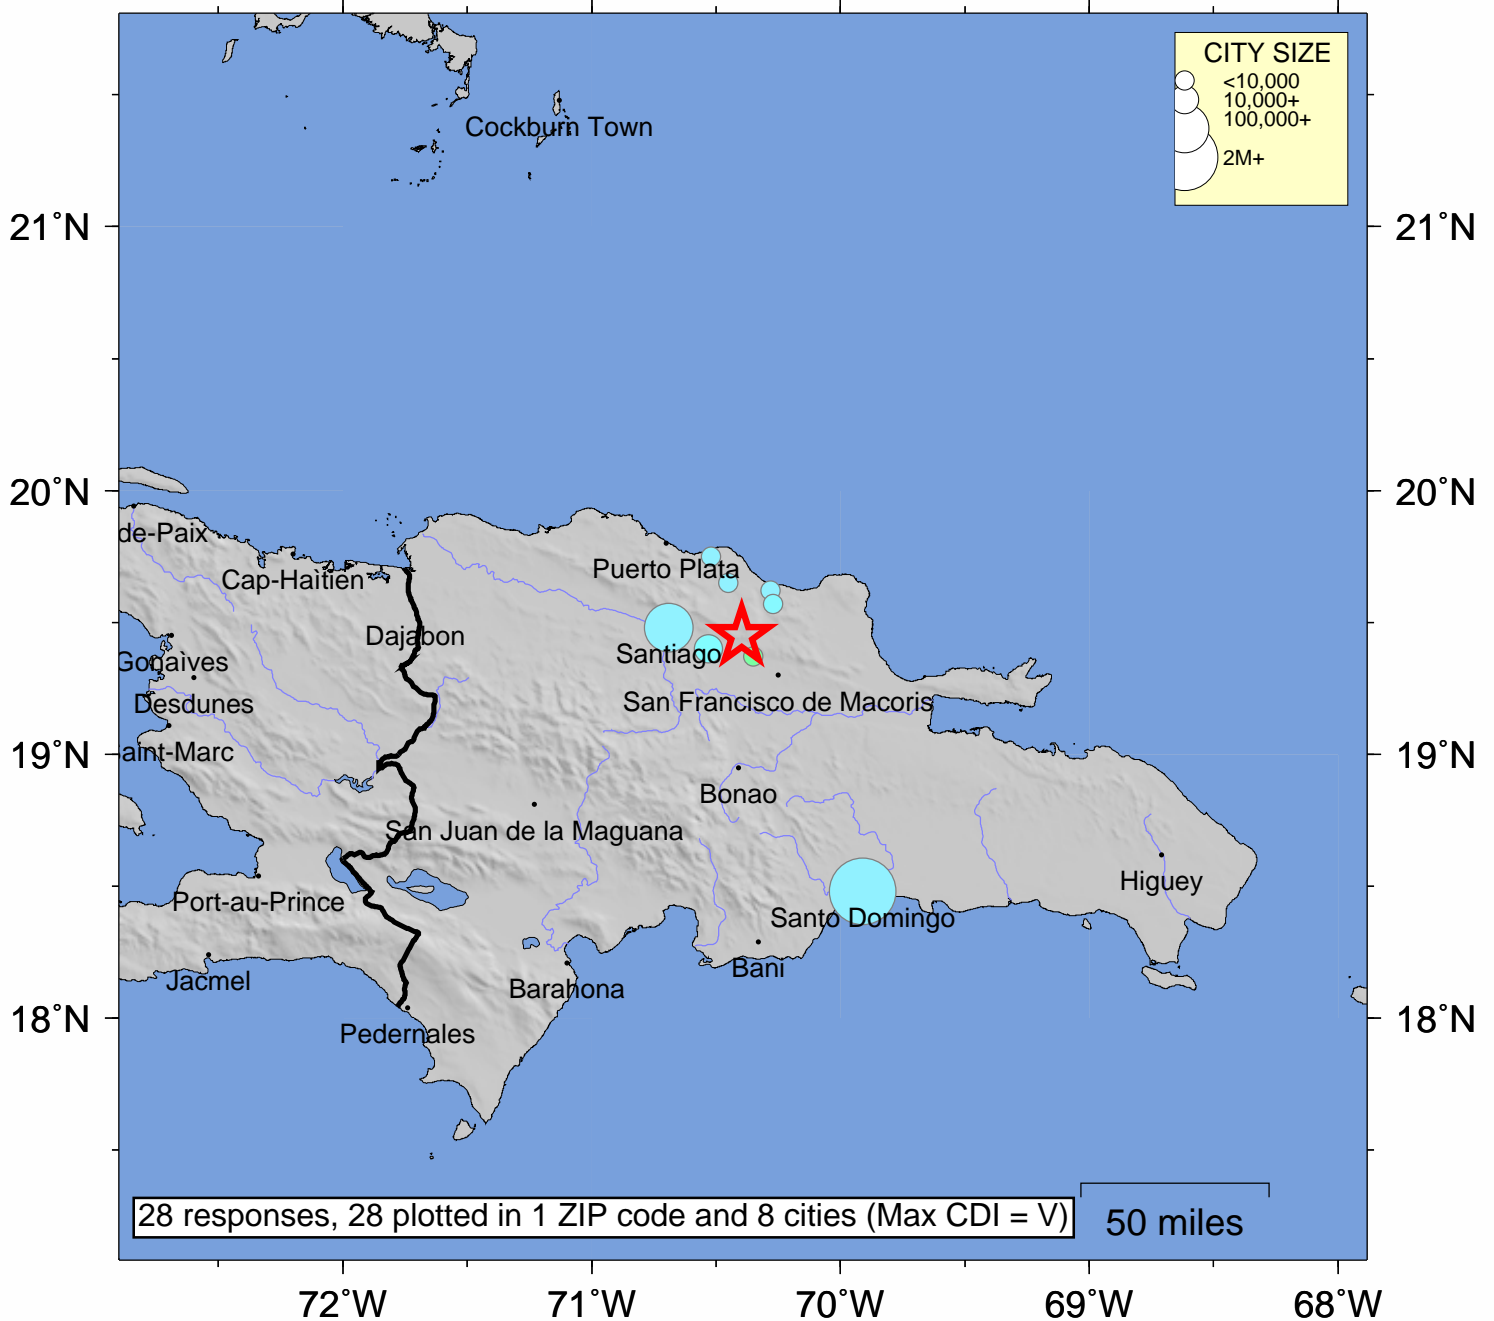 CITY SIZE
<10,000
10,000+
100,000+
2M+
Cockburn Town
21°N
21°N
20°N
20°N
de-Paix
Puerto Plata
Cap-Haïtien
Dajabon
Gonaïves
Santiago
Desdunes
San Francisco de Macoris
aint-Marc
19°N
19°N
Bonao
San Juan de la Maguana
Higuey
Port-au-Prince
Santo Domingo
Bani
Jacmel
Barahona
18°N
18°N
Pedernales
28 responses, 28 plotted in 1 ZIP code and 8 cities (Max CDI = V)
50 miles
72°W
71°W
70°W
69°W
68°W